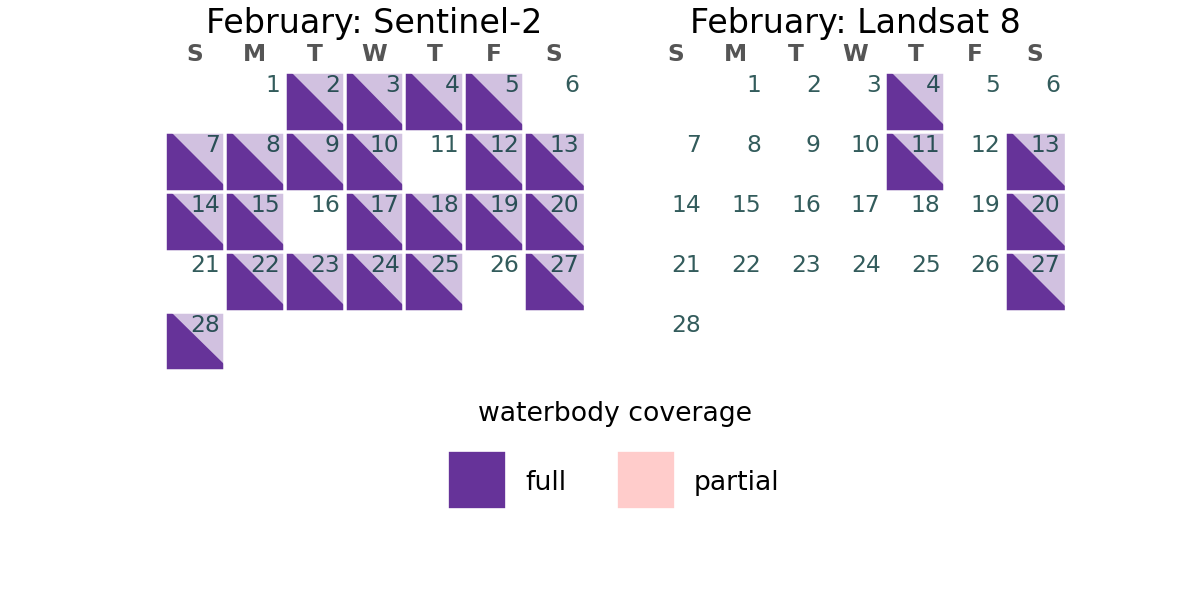 February: Sentinel-2
S M T W T F S
1 2 3 4 5 6
7 8 9 10 11 12 13
14 15 16 17 18 19 20
21 22 23 24 25 26 27
28
February: Landsat 8
S M T W T F S
1 2 3 4 5 6
7 8 9 10 11 12 13
14 15 16 17 18 19 20
21 22 23 24 25 26 27
28
waterbody coverage
full partial